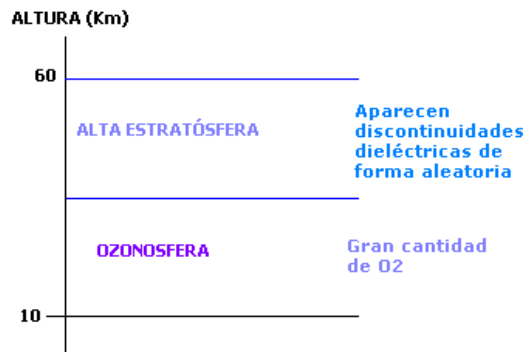 ALTURA (Km)
60
ALTA ESTRATÓSFERA
Aparecen
discontinuidades
dieléctricas de
forma aleatoria
OZONOSFERA
Gran cantidad
de O2
10